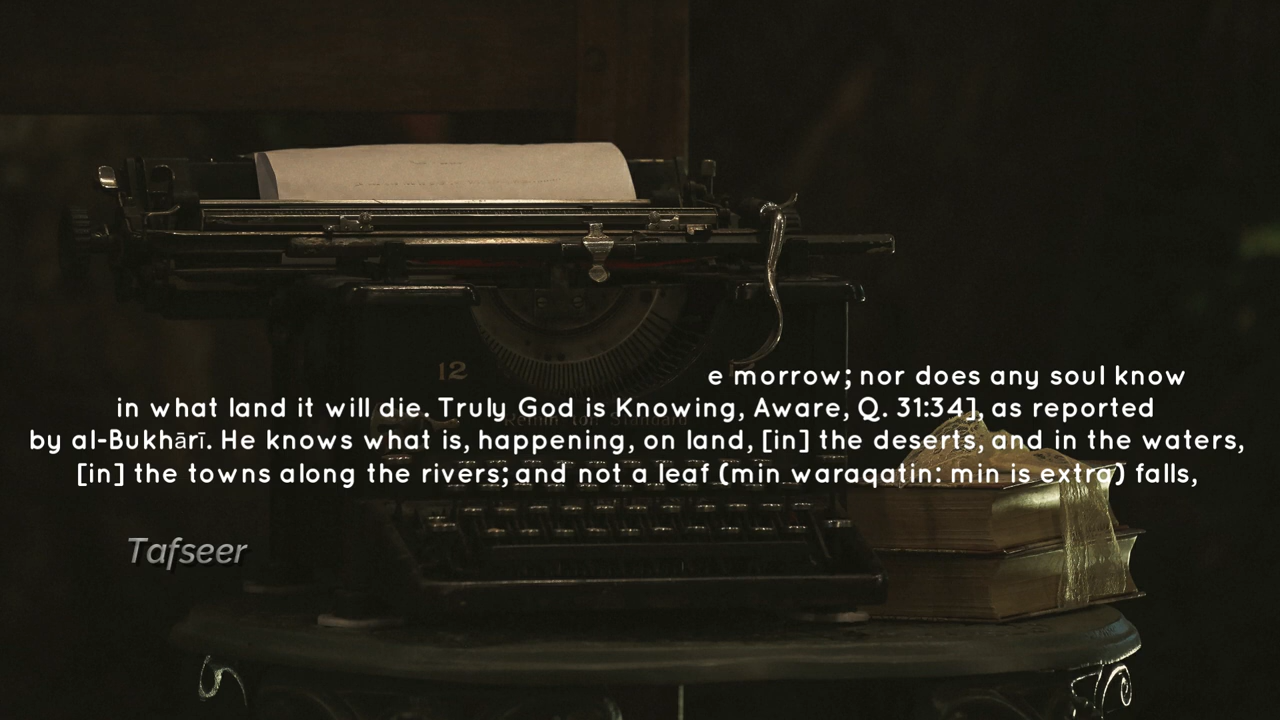 e morrow; nor does any soul know
in what land it will die. Truly God is Knowing, Aware, Q. 31:34], as reported
by al-Bukhārī. He knows what is, happening, on land, [in] the deserts, and in the waters,
[in] the towns along the rivers; and not a leaf (min waraqatin: min is extra) falls,
Tafseer
12
Standard